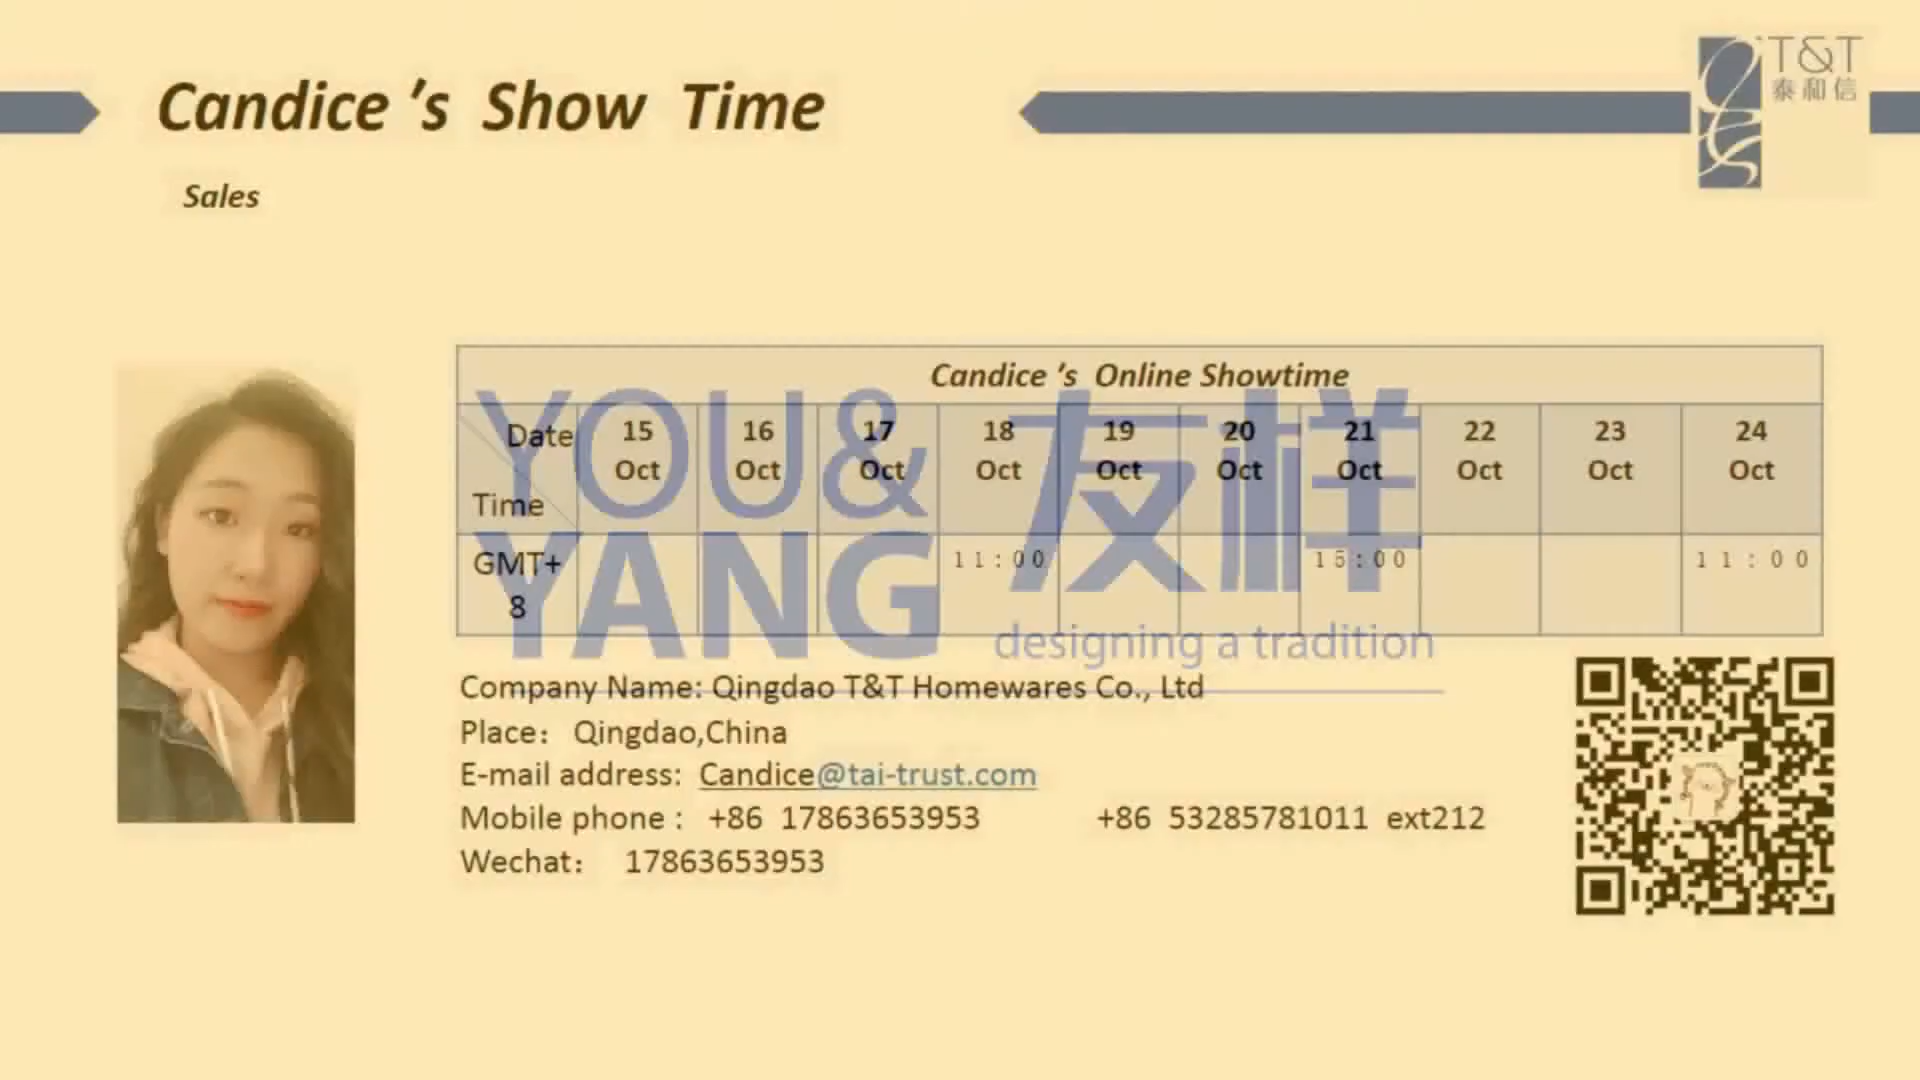 T&T
泰和信
Candice 's Show Time
Sales
Candice 's Online Showtime
Date 15 Oct 16 Oct 17 Oct 18 Oct 19 Oct 20 Oct 21 Oct 22 Oct 23 Oct 24 Oct
Time
GMT+8 11:00 15:00 11:00
YOU& YANG 友样
designing a tradition
Company Name: Qingdao T&T Homewares Co., Ltd
Place： Qingdao,China
E-mail address: Candice@tai-trust.com
Mobile phone : +86 17863653953 +86 53285781011 ext212
Wechat： 17863653953